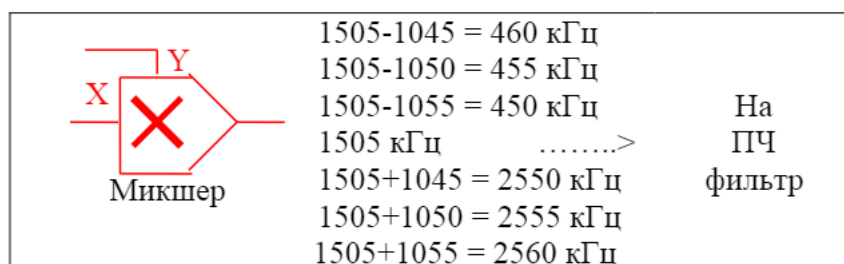 1505-1045 = 460 кГц
Y
1505-1050 = 455 кГц
X
1505-1055 = 450 кГц На
1505 кГц ……..> ПЧ
Микшер
1505+1045 = 2550 кГц фильтр
1505+1050 = 2555 кГц
1505+1055 = 2560 кГц